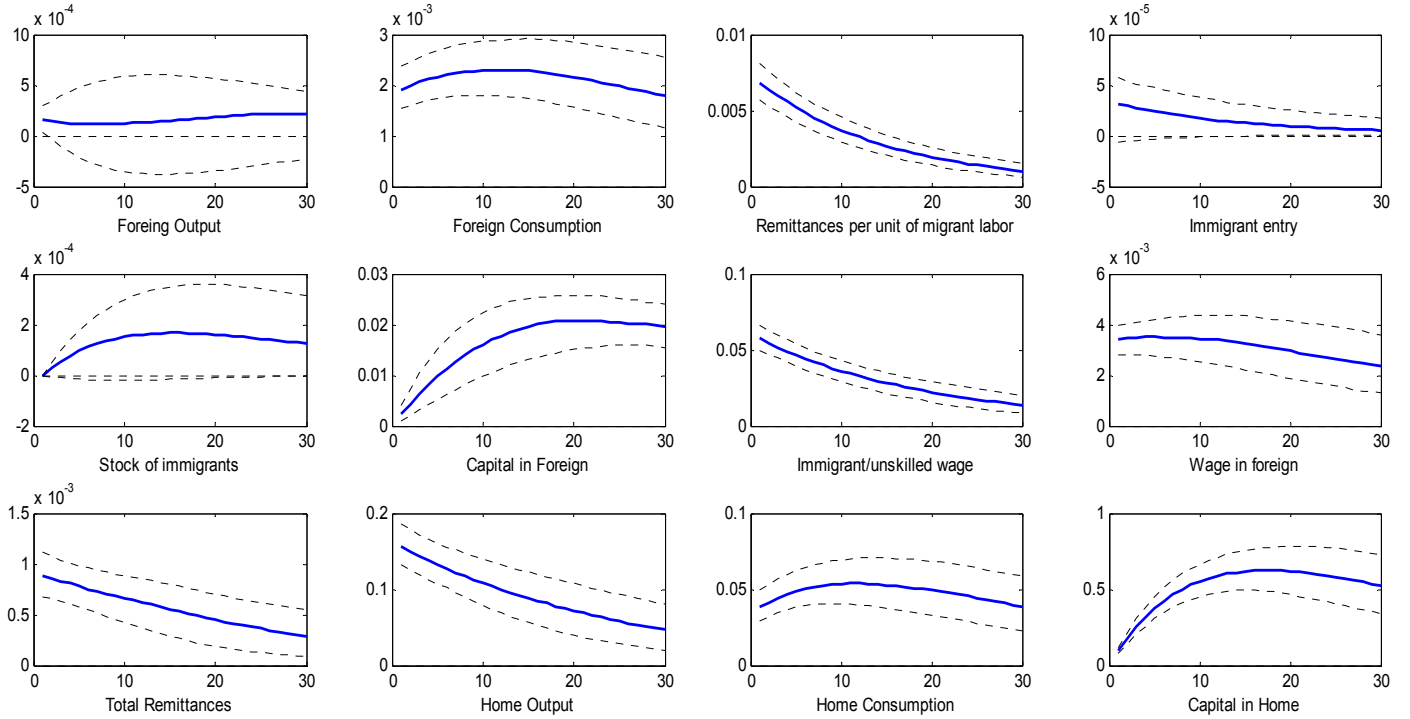 x 10-4
10
5
0
-5
0 10 20 30
Foreing Output
x 10-3
3
2
1
0
0 10 20 30
Foreign Consumption
0.01
0.005
0
0 10 20 30
Remittances per unit of migrant labor
x 10-5
10
5
0
-5
0 10 20 30
Immigrant entry
x 10-4
4
2
0
-2
0 10 20 30
Stock of immigrants
0.03
0.02
0.01
0
0 10 20 30
Capital in Foreign
0.1
0.05
0
0 10 20 30
Immigrant/unskilled wage
x 10-3
6
4
2
0
0 10 20 30
Wage in foreign
x 10-3
1.5
1
0.5
0
0 10 20 30
Total Remittances
0.2
0.1
0
0 10 20 30
Home Output
0.1
0.05
0
0 10 20 30
Home Consumption
1
0.5
0
0 10 20 30
Capital in Home